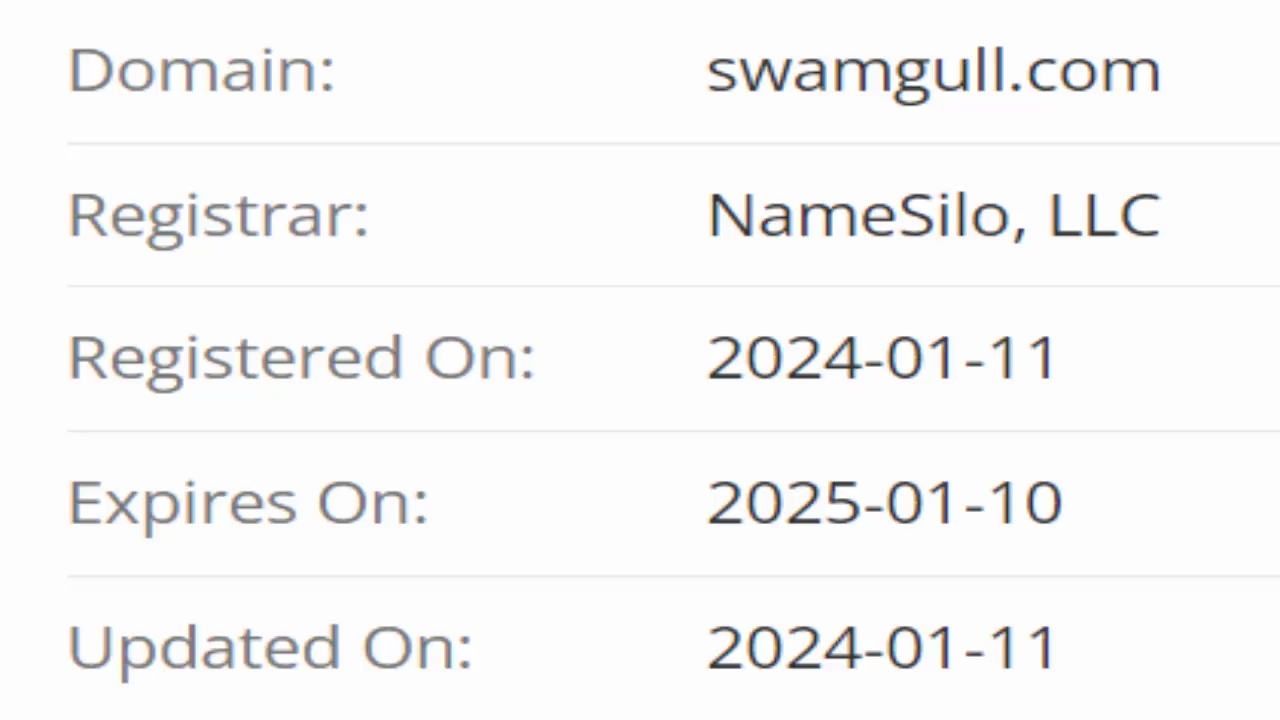 Domain: swamgull.com
Registrar: NameSilo, LLC
Registered On: 2024-01-11
Expires On: 2025-01-10
Updated On: 2024-01-11